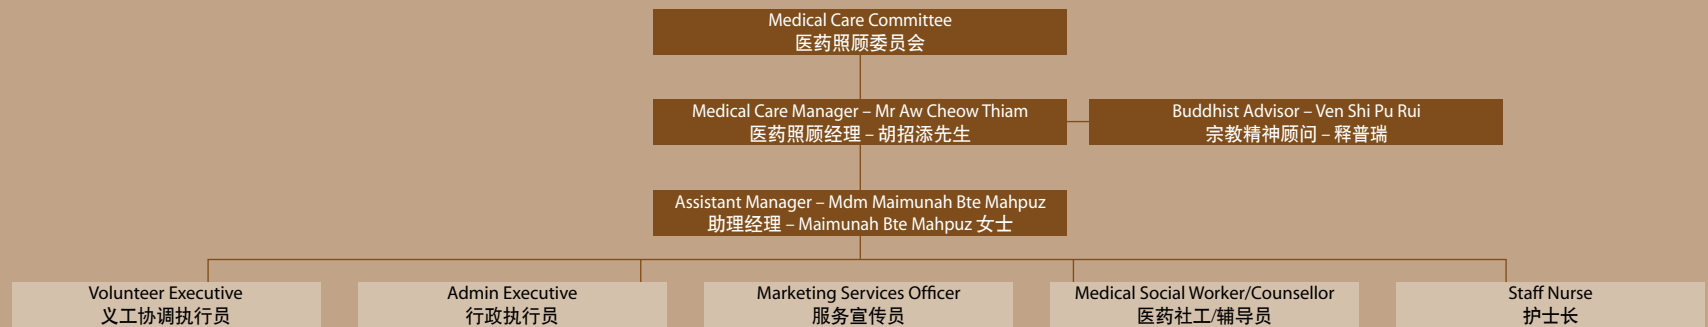 Medical Care Committee
医药照顾委员会
Medical Care Manager – Mr Aw Cheow Thiam
医药照顾经理 – 胡招添先生
Buddhist Advisor – Ven Shi Pu Rui
宗教精神顾问 – 释普瑞
Assistant Manager – Mdm Maimunah Bte Mahpuz
助理经理 – Maimunah Bte Mahpuz 女士
Volunteer Executive
义工协调执行员
Admin Executive
行政执行员
Marketing Services Officer
服务宣传员
Medical Social Worker/Counsellor
医药社工/辅导员
Staff Nurse
护士长